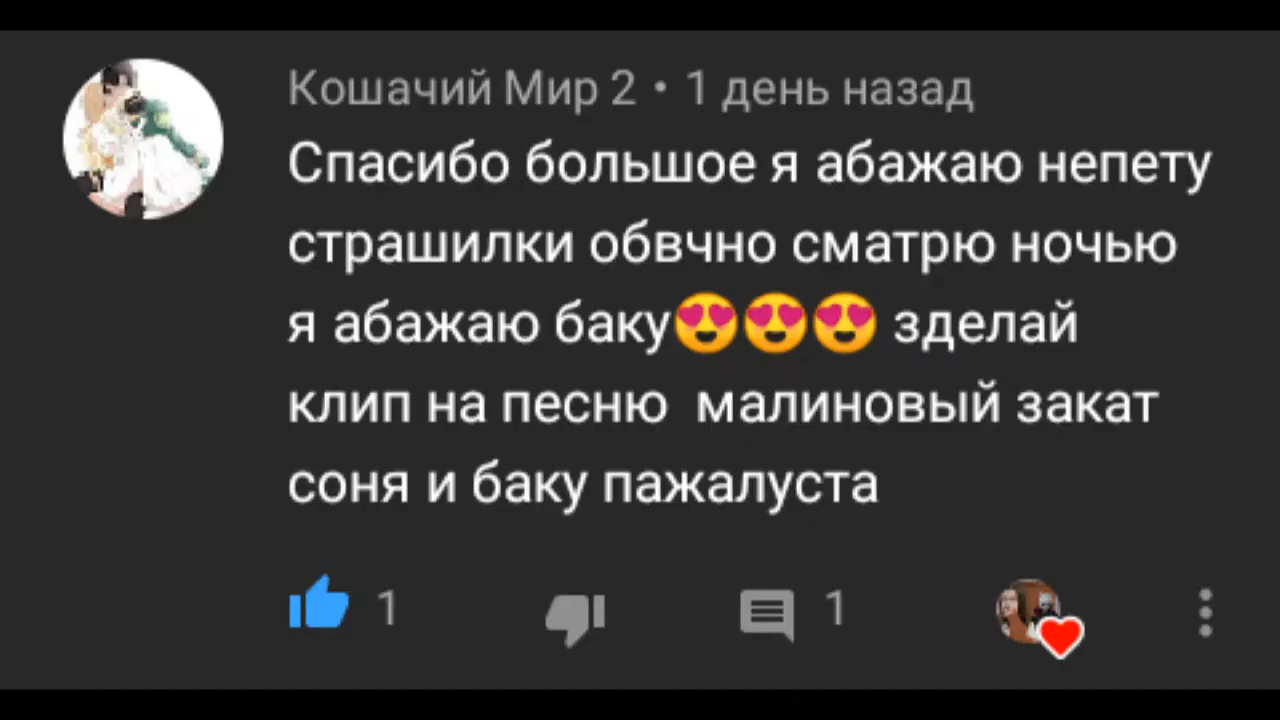 Кошачий Мир 2 • 1 день назад
Спасибо большое я абажаю непету
страшилки обвчно сматрю ночью
я абажаю баку😍😍😍 зделай
клип на песню  малиновый закат
соня и баку пажалуста
1 1